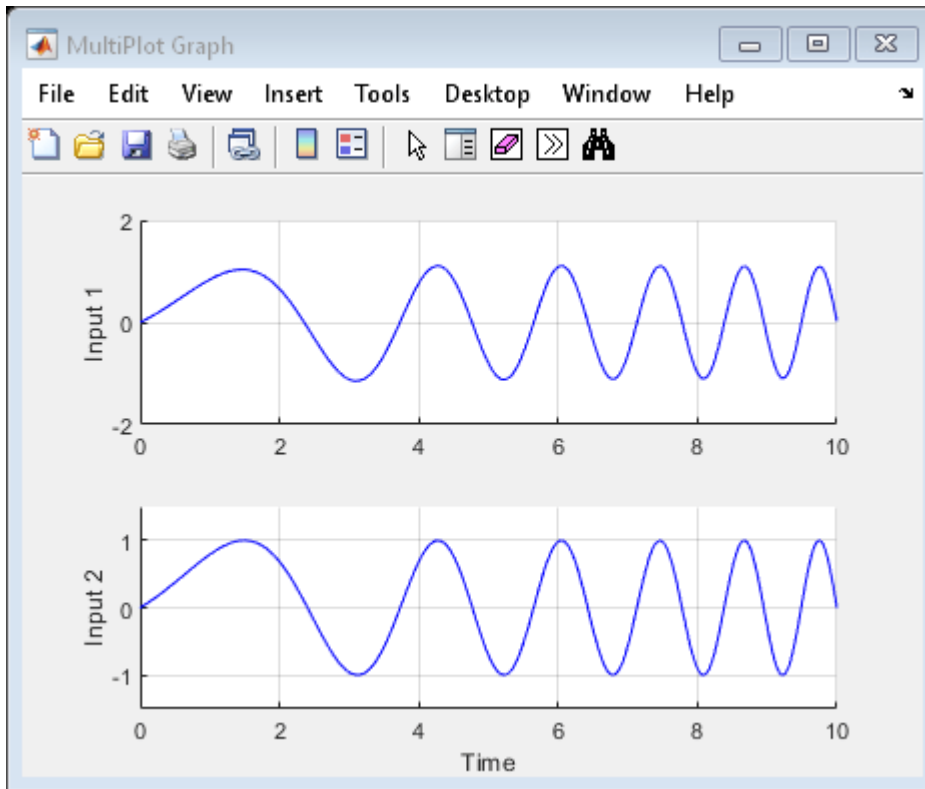 MultiPlot Graph
File Edit View Insert Tools Desktop Window Help
2
0
-2
Input 1
0 2 4 6 8 10
1
0
-1
Input 2
0 2 4 6 8 10
Time